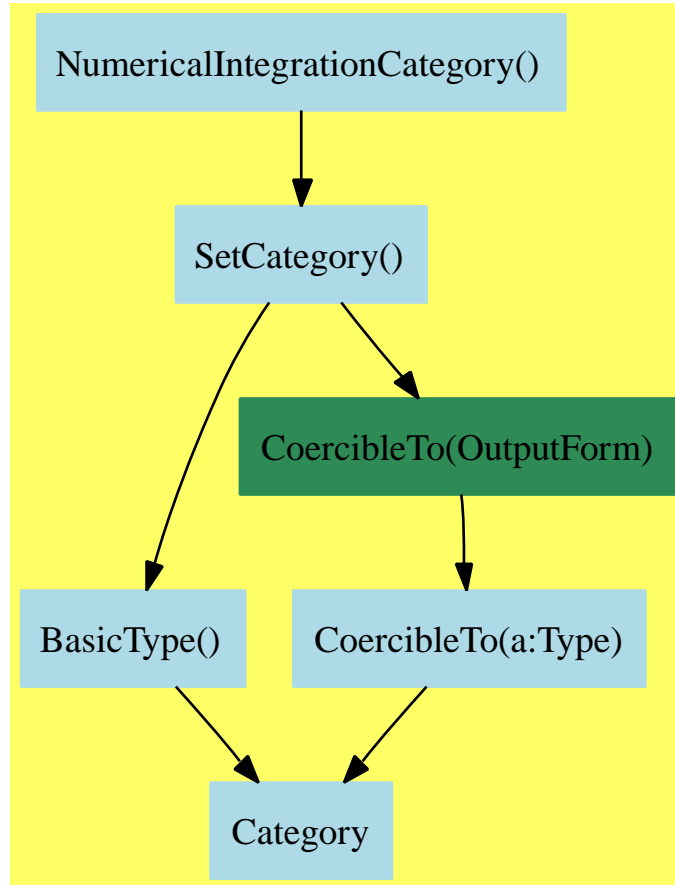 NumericalIntegrationCategory()
SetCategory()
CoercibleTo(OutputForm)
BasicType()
CoercibleTo(a:Type)
Category